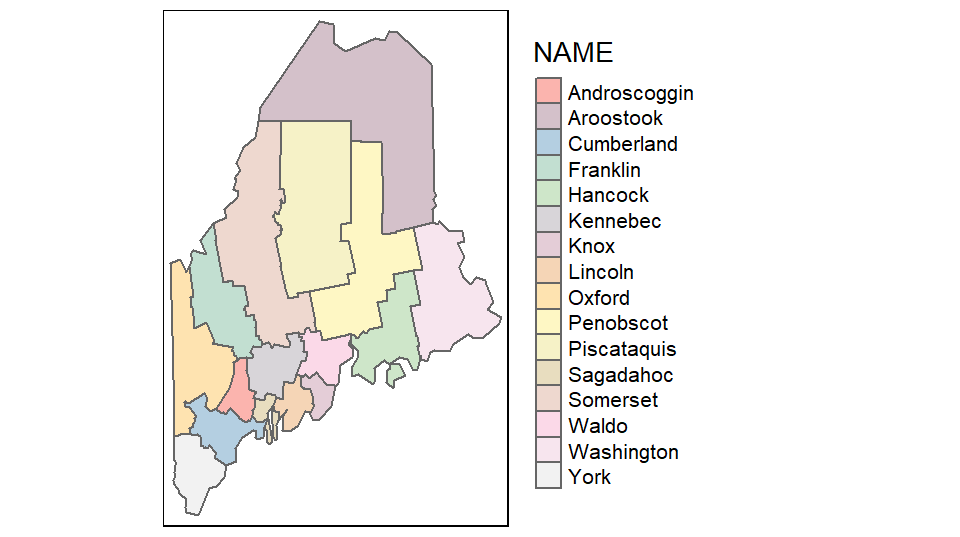 NAME
Androscoggin
Aroostook
Cumberland
Franklin
Hancock
Kennebec
Knox
Lincoln
Oxford
Penobscot
Piscataquis
Sagadahoc
Somerset
Waldo
Washington
York